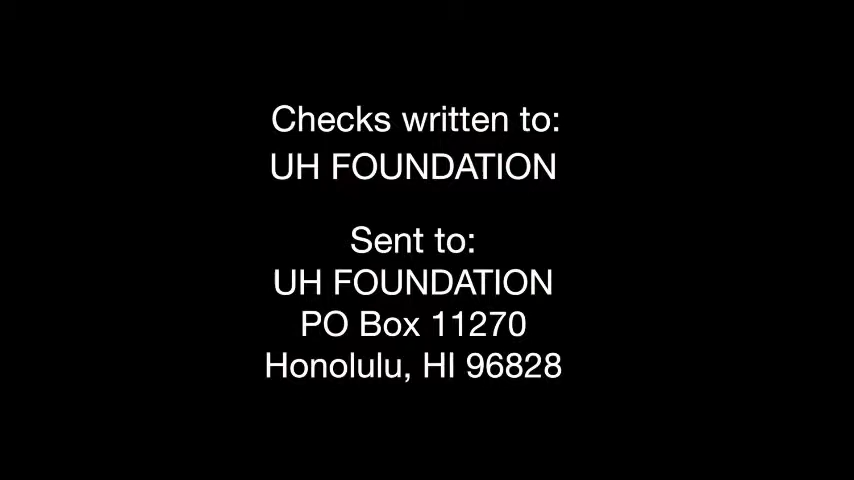 Checks written to:
UH FOUNDATION
Sent to:
UH FOUNDATION
PO Box 11270
Honolulu, HI 96828